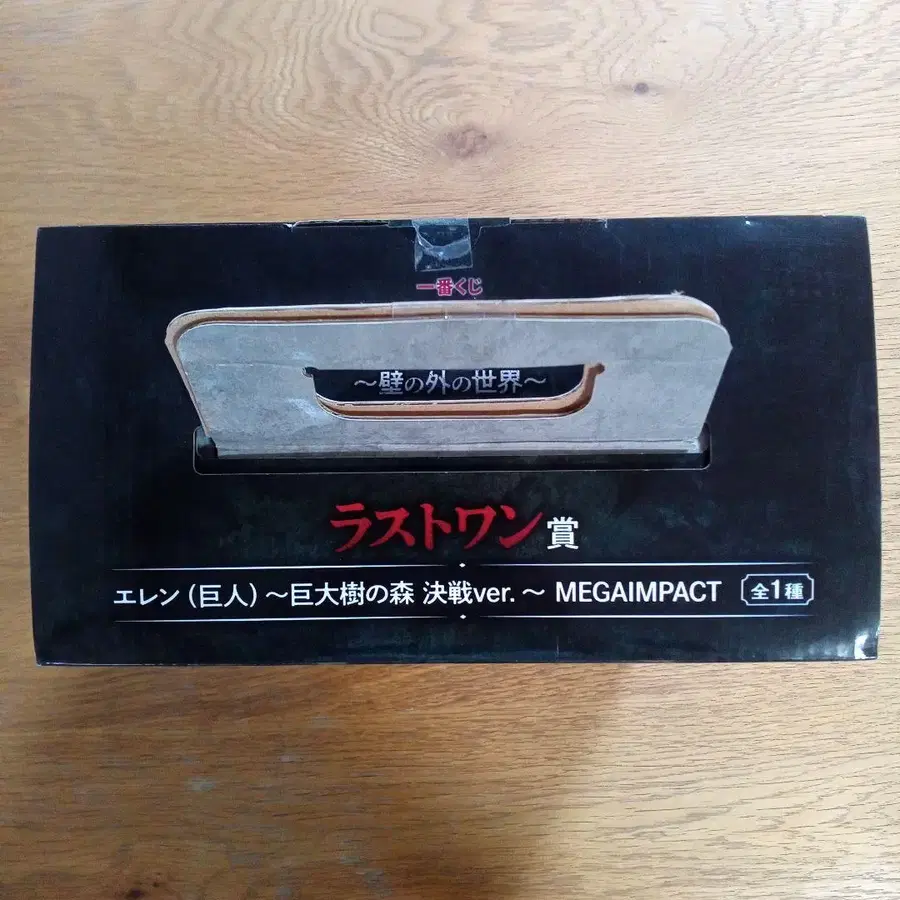 一番くじ
〜壁の外の世界〜
ラストワン賞
エレン(巨人)〜巨大樹の森 決戦ver.〜 MEGAIMPACT 全1種